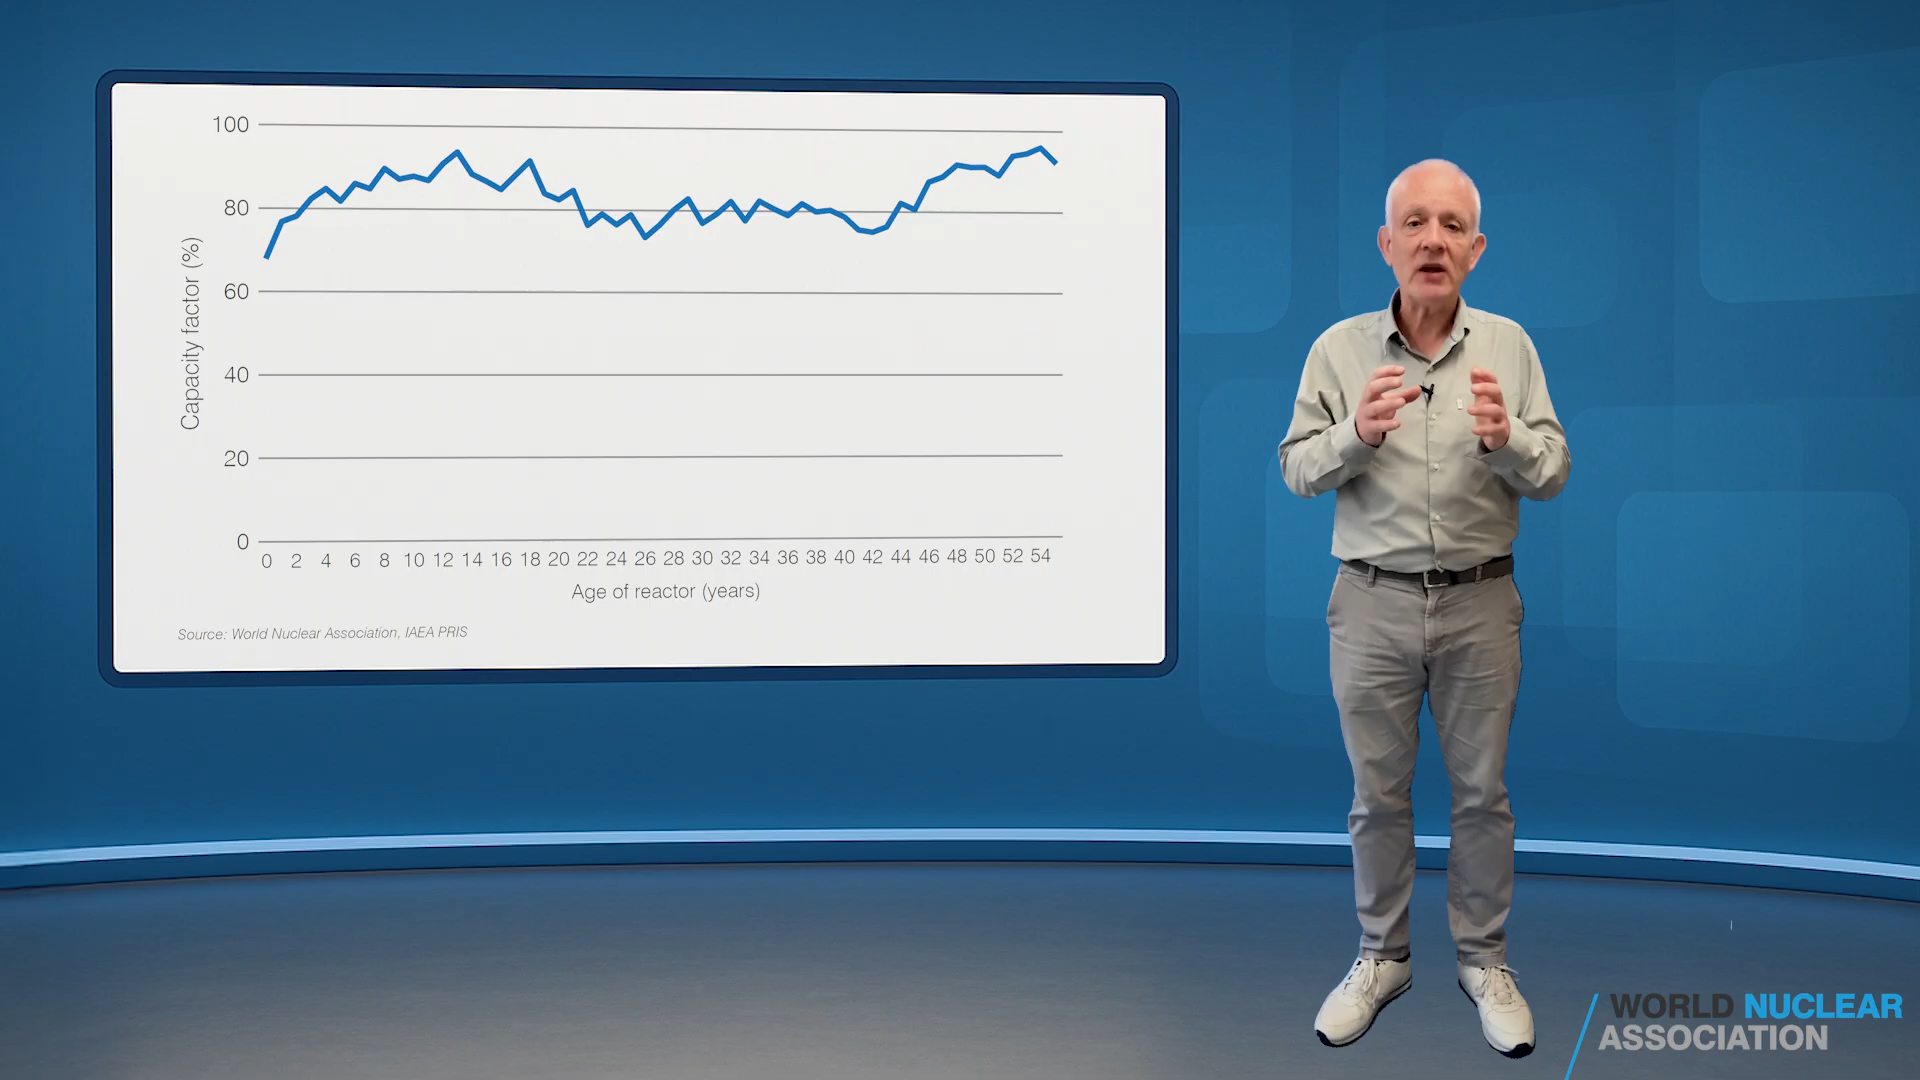 100
80
60
40
20
0
Capacity factor (%)
0 2 4 6 8 10 12 14 16 18 20 22 24 26 28 30 32 34 36 38 40 42 44 46 48 50 52 54
Age of reactor (years)
Source: World Nuclear Association, IAEA PRIS
WORLD NUCLEAR
ASSOCIATION